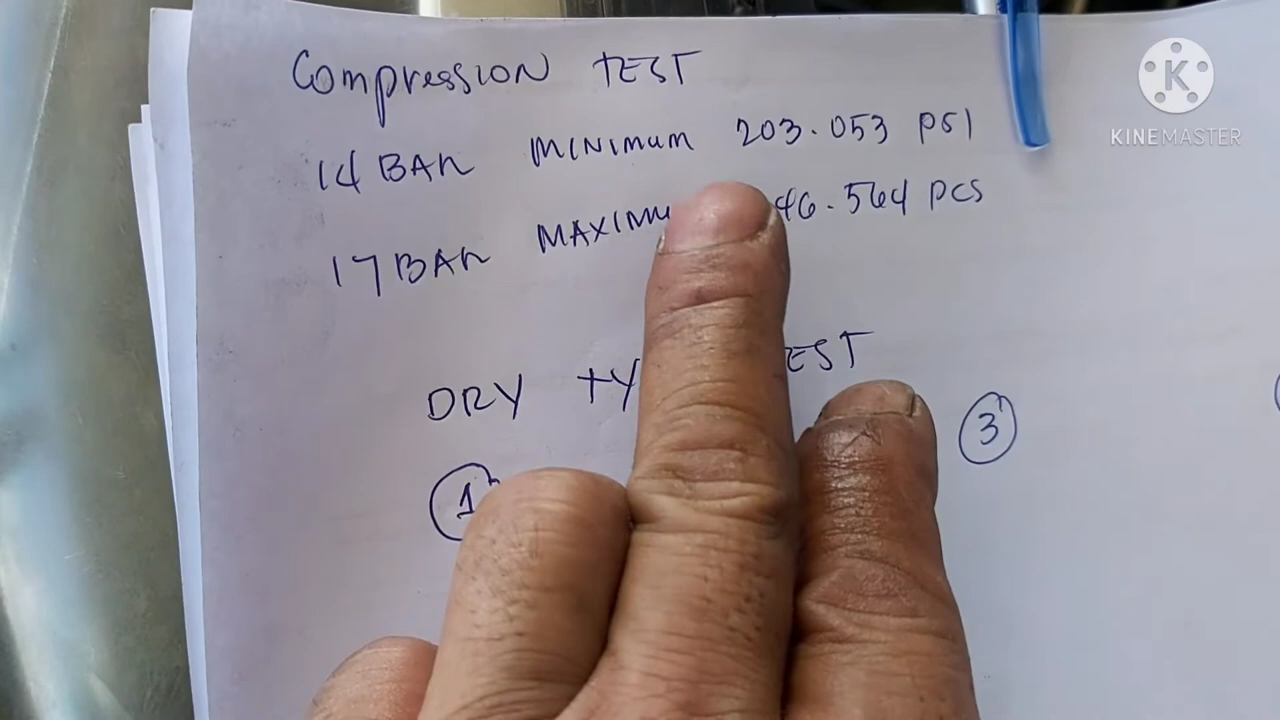 Compression TEST
14 BAR MINIMUM 203.053 PSI
17 BAR MAXIMU 46.564 PCS
DRY TY EST
1
3
K
KINEMASTER